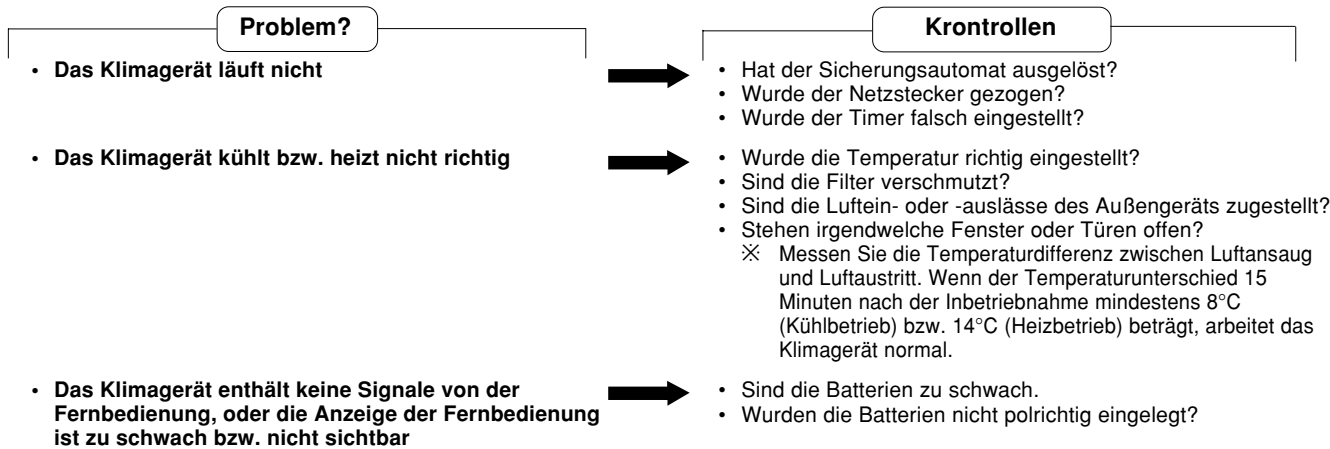 Problem?
Krontrollen
• Das Klimagerät läuft nicht
• Hat der Sicherungsautomat ausgelöst?
• Wurde der Netzstecker gezogen?
• Wurde der Timer falsch eingestellt?
• Das Klimagerät kühlt bzw. heizt nicht richtig
• Wurde die Temperatur richtig eingestellt?
• Sind die Filter verschmutzt?
• Sind die Luftein- oder -auslässe des Außengeräts zugestellt?
• Stehen irgendwelche Fenster oder Türen offen?
※ Messen Sie die Temperaturdifferenz zwischen Luftansaug
und Luftaustritt. Wenn der Temperaturunterschied 15
Minuten nach der Inbetriebnahme mindestens 8°C
(Kühlbetrieb) bzw. 14°C (Heizbetrieb) beträgt, arbeitet das
Klimagerät normal.
• Das Klimagerät enthält keine Signale von der
Fernbedienung, oder die Anzeige der Fernbedienung
ist zu schwach bzw. nicht sichtbar
• Sind die Batterien zu schwach.
• Wurden die Batterien nicht polrichtig eingelegt?